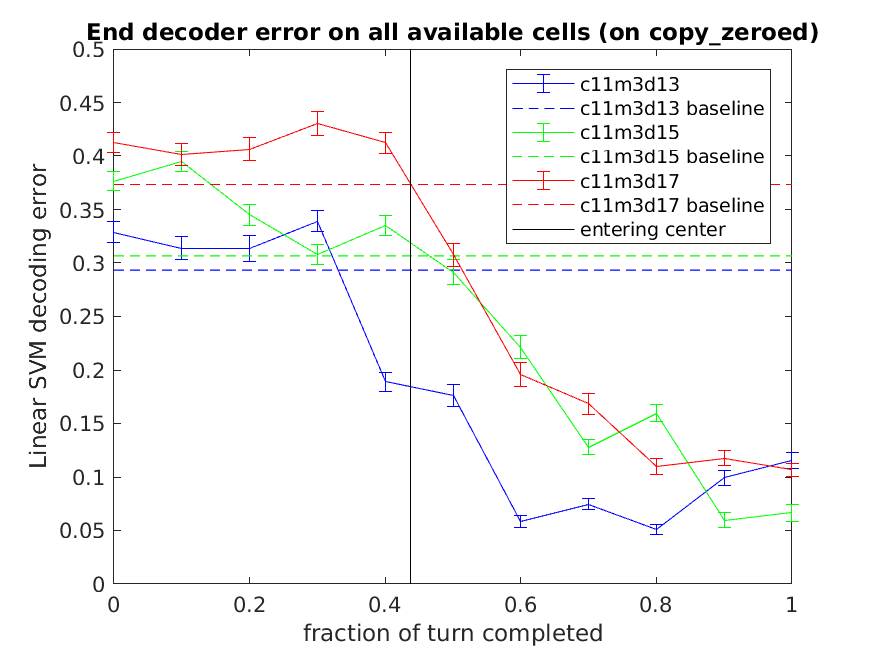 End decoder error on all available cells (on copy_zeroed)
Linear SVM decoding error
0.5
0.45
0.4
0.35
0.3
0.25
0.2
0.15
0.1
0.05
0
c11m3d13
c11m3d13 baseline
c11m3d15
c11m3d15 baseline
c11m3d17
c11m3d17 baseline
entering center
0 0.2 0.4 0.6 0.8 1
fraction of turn completed